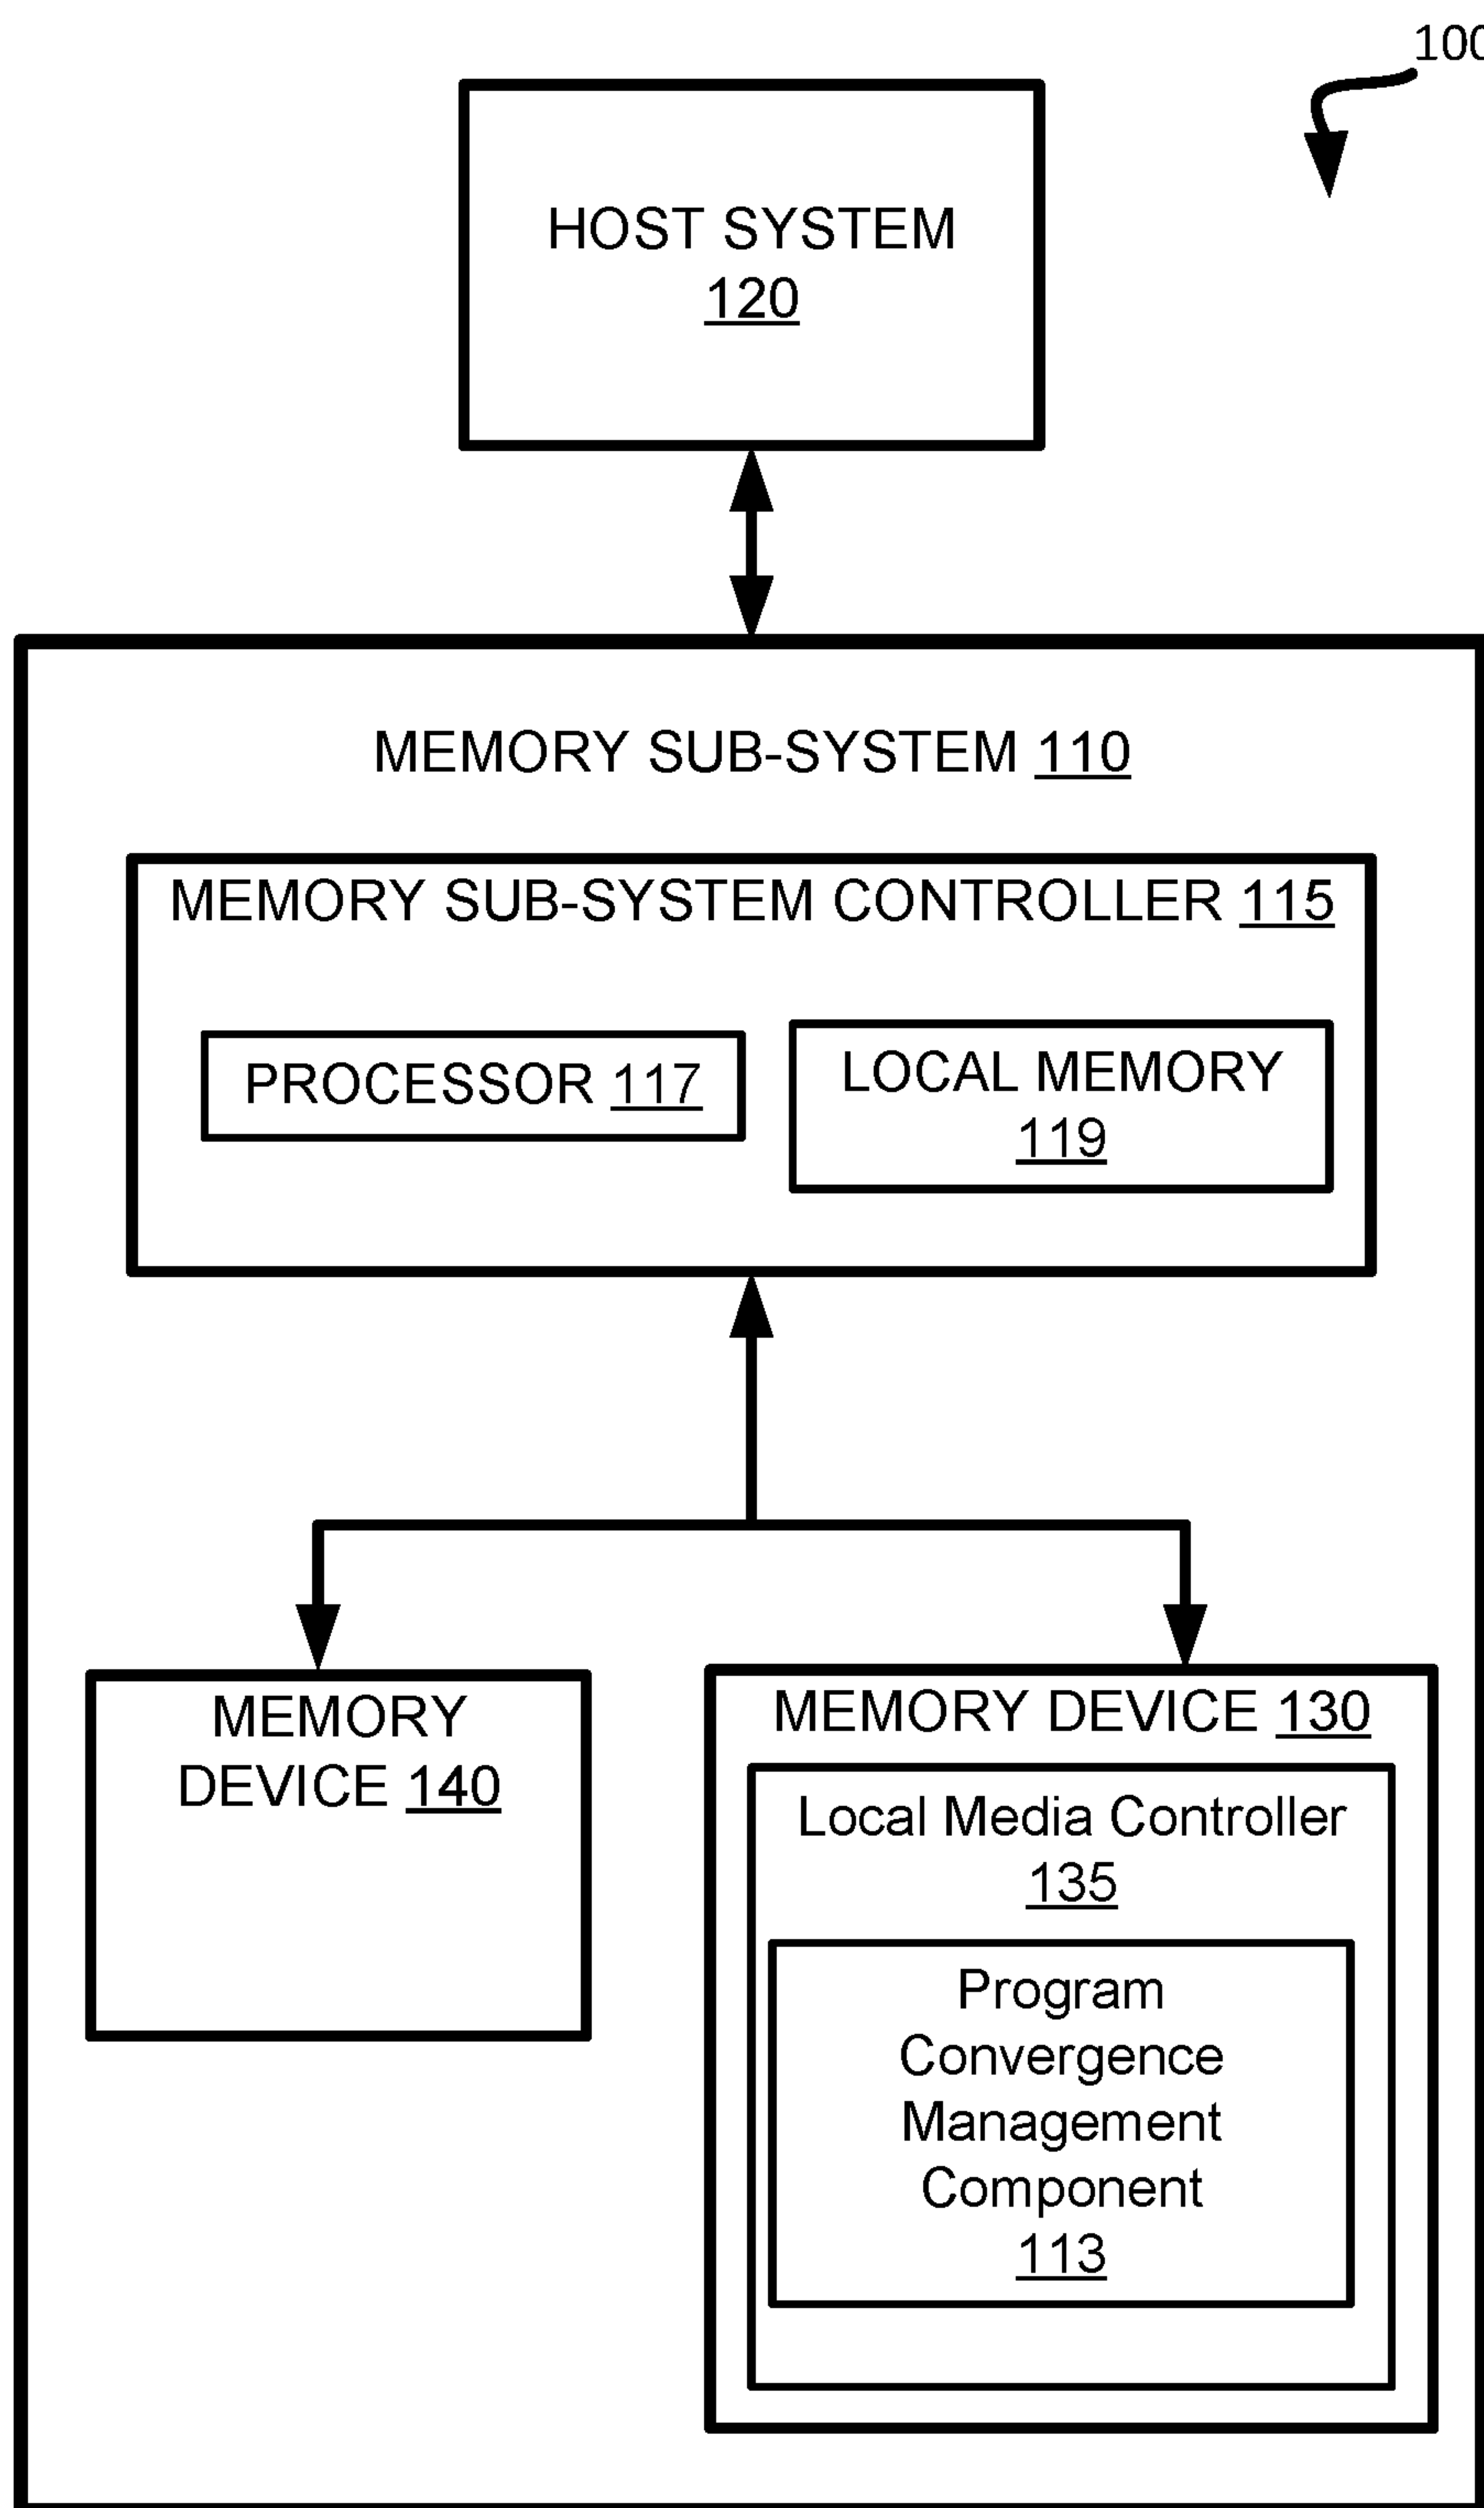 100
HOST SYSTEM
120
MEMORY SUB-SYSTEM 110
MEMORY SUB-SYSTEM CONTROLLER 115
PROCESSOR 117
LOCAL MEMORY
119
MEMORY
DEVICE 140
MEMORY DEVICE 130
Local Media Controller
135
Program
Convergence
Management
Component
113